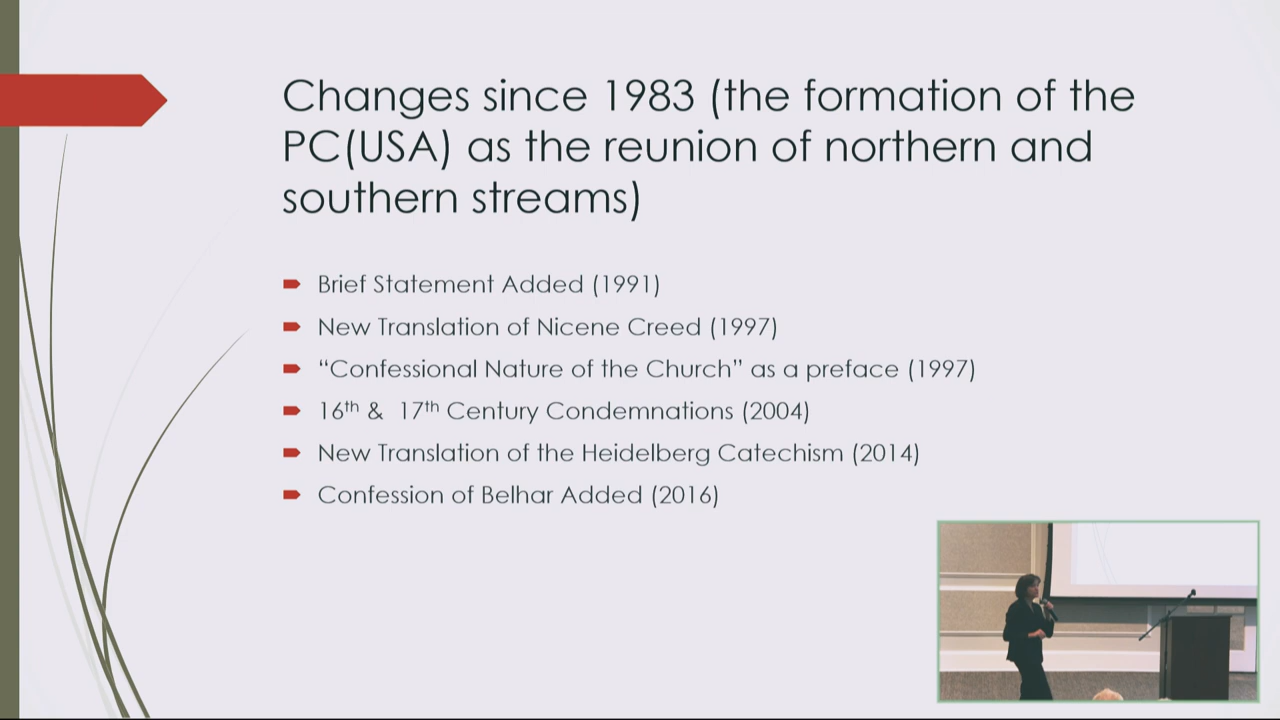 Changes since 1983 (the formation of the
PC(USA) as the reunion of northern and
southern streams)
Brief Statement Added (1991)
New Translation of Nicene Creed (1997)
“Confessional Nature of the Church” as a preface (1997)
16th & 17th Century Condemnations (2004)
New Translation of the Heidelberg Catechism (2014)
Confession of Belhar Added (2016)